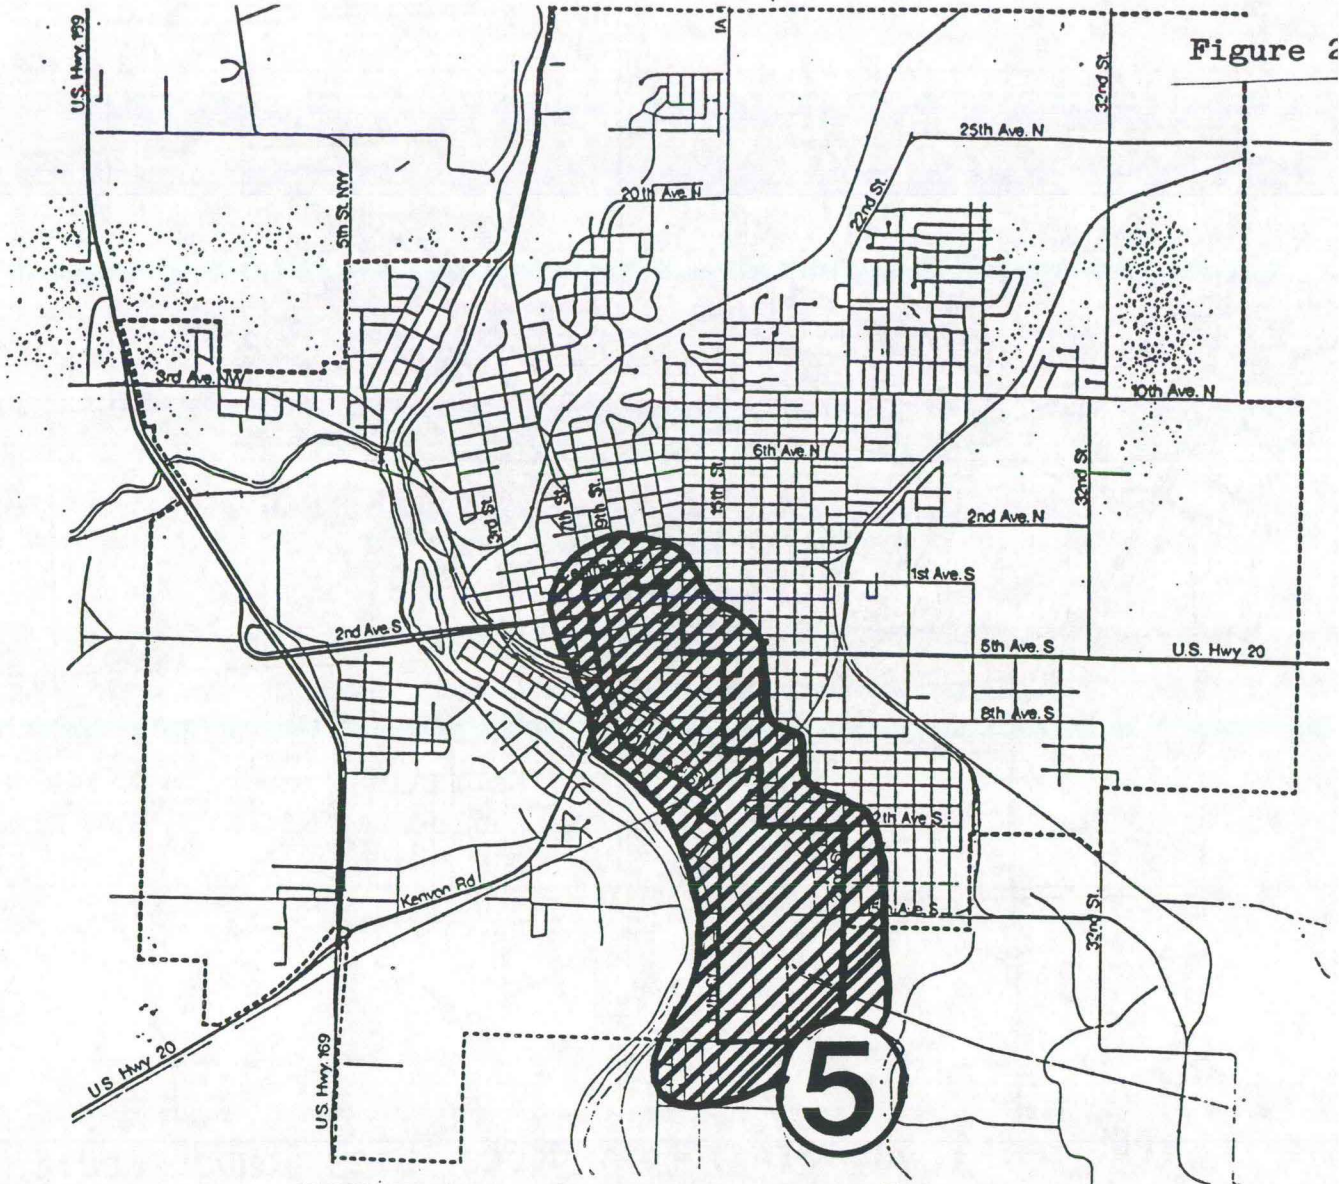 Figure 2
U.S. Hwy. 169
32nd St.
25th Ave. N
5th St. NW
20th Ave N
22nd St.
3rd Ave. NW
10th Ave. N
6th Ave. N
32nd St.
15th St.
3rd St.
7th St.
9th St.
2nd Ave. N
1st Ave. S
2nd Ave. S
5th Ave. S
U.S. Hwy 20
8th Ave. S
Ave. S
Kenyon Rd
Ave. S
32nd St.
U.S. Hwy 20
U.S. Hwy. 169
5